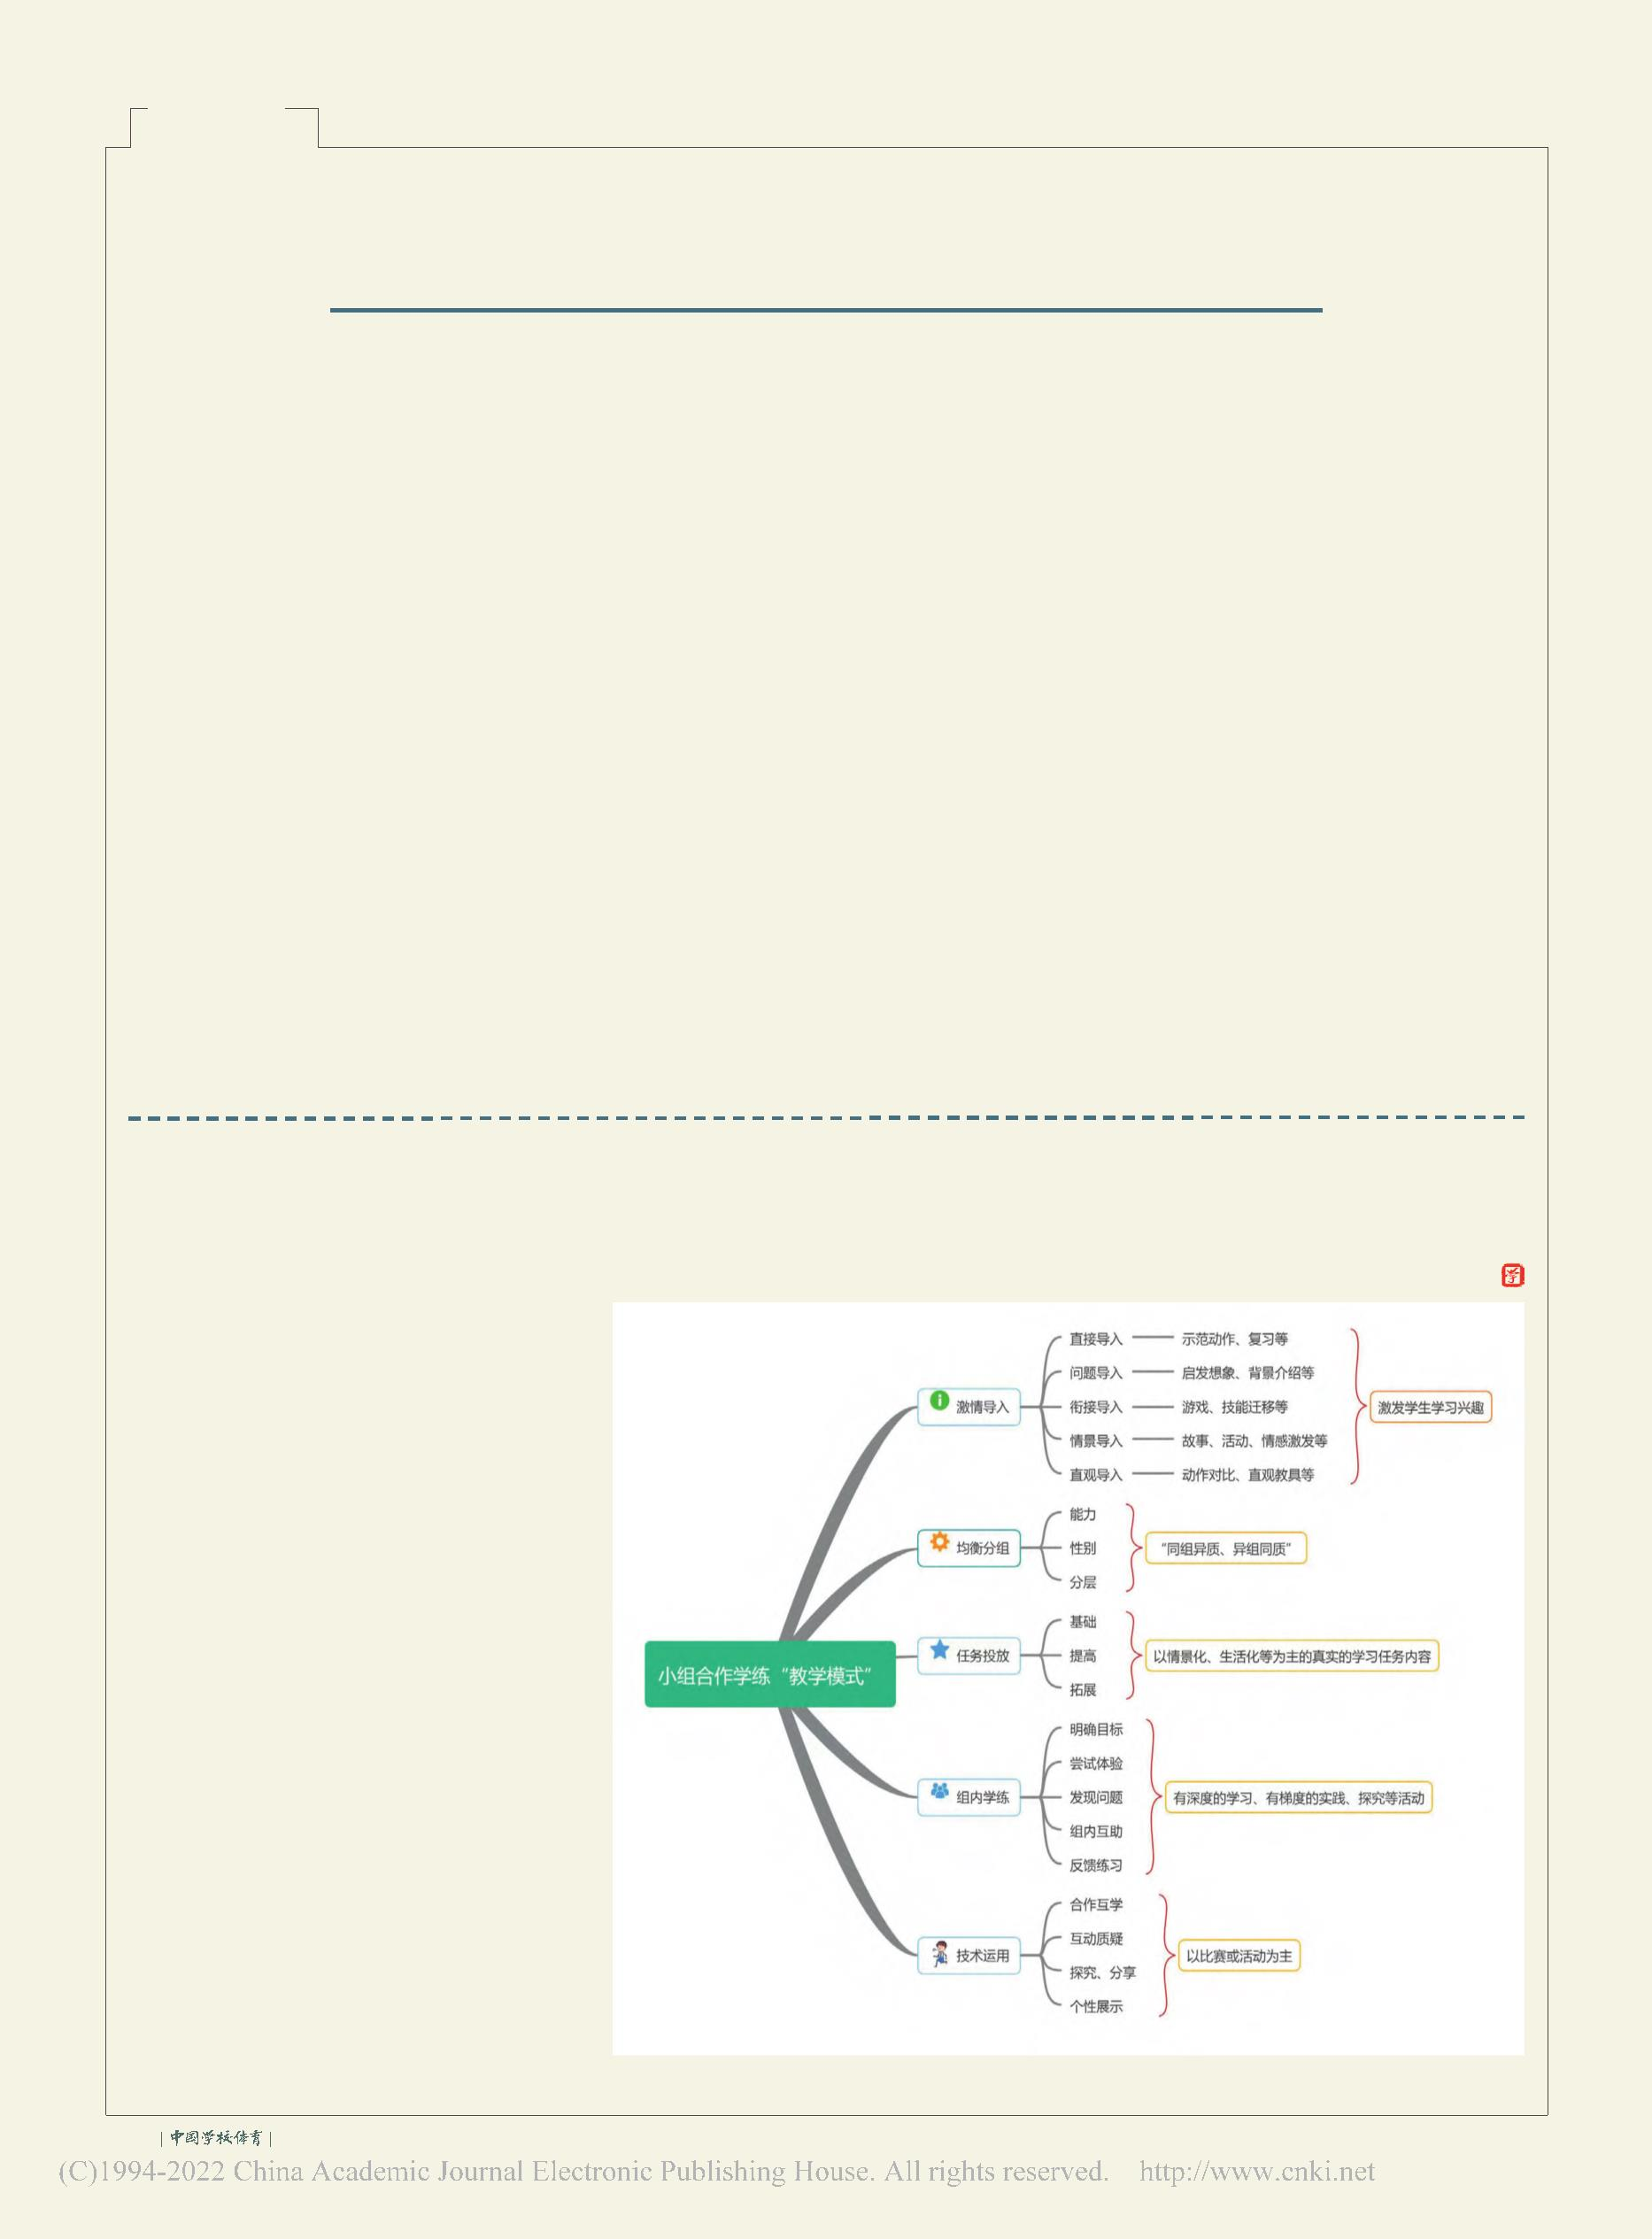 学
直接导入 示范动作、复习等
问题导入 启发想象、背景介绍等
激情导入 衔接导入 游戏、技能迁移等 激发学生学习兴趣
情景导入 故事、活动、情感激发等
直观导入 动作对比、直观教具等
能力
均衡分组 性别 “同组异质、异组同质”
分层
基础
任务投放 提高 以情景化、生活化等为主的真实的学习任务内容
小组合作学练“教学模式”
拓展
明确目标
尝试体验
组内学练 发现问题 有深度的学习、有梯度的实践、探究等活动
组内互助
反馈练习
合作互学
互动质疑
技术运用 以比赛或活动为主
探究、分享
个性展示
| 中国学校体育 |
(C)1994-2022 China Academic Journal Electronic Publishing House. All rights reserved. http://www.cnki.net